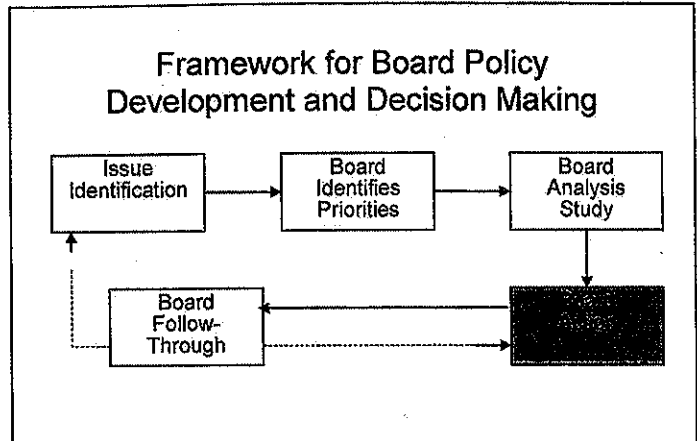 Framework for Board Policy
Development and Decision Making
Issue
Identification
Board
Identifies
Priorities
Board
Analysis
Study
Board
Follow-
Through